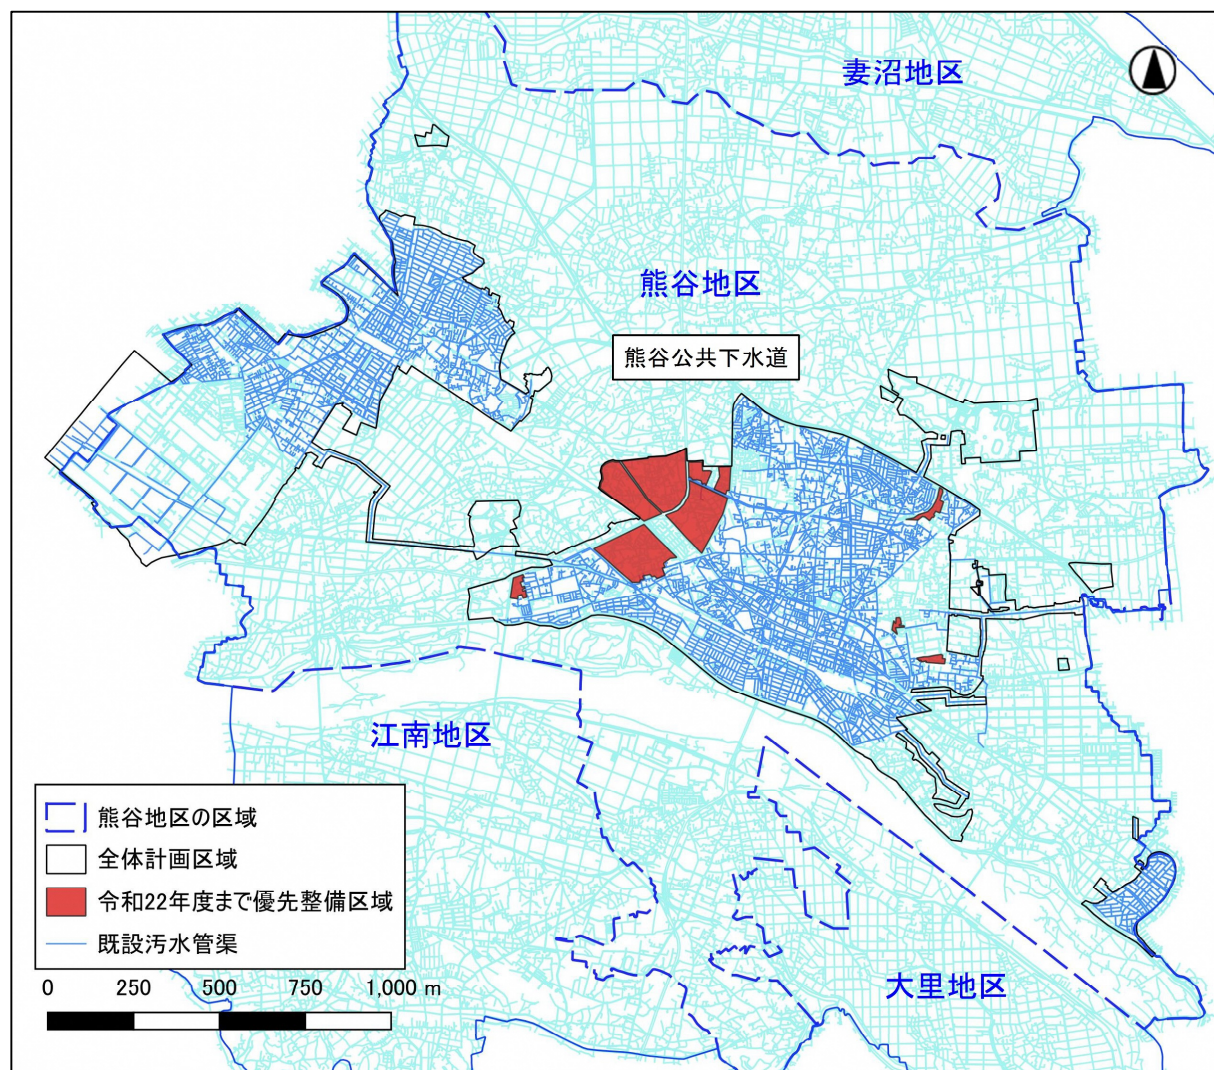 妻沼地区
熊谷地区
熊谷公共下水道
江南地区
熊谷地区の区域
全体計画区域
令和22年度まで優先整備区域
既設汚水管渠
0 250 500 750 1,000 m
大里地区